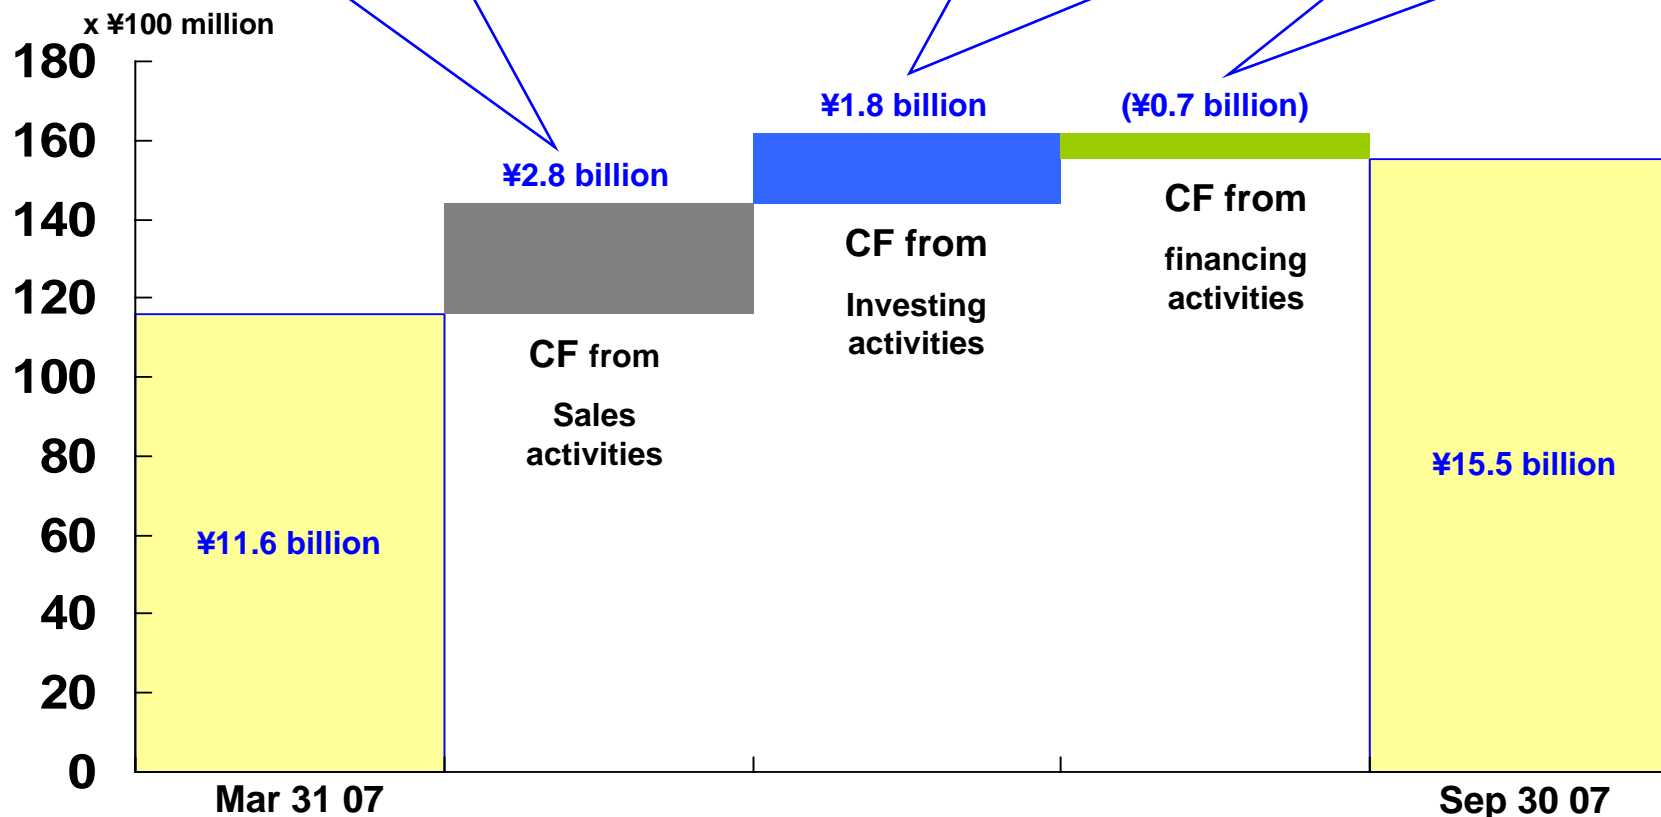 x ¥100 million
180
160
140
120
100
80
60
40
20
0
¥11.6 billion
¥2.8 billion
CF from
Sales
activities
¥1.8 billion
CF from
Investing
activities
(¥0.7 billion)
CF from
financing
activities
¥15.5 billion
Mar 31 07
Sep 30 07